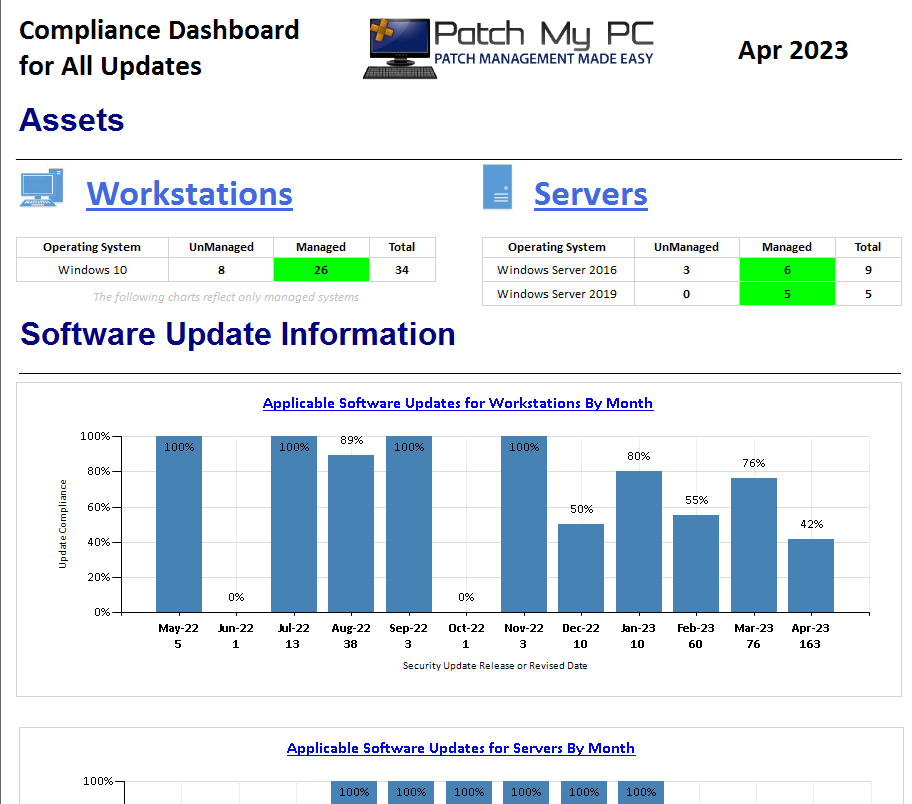 Compliance Dashboard
for All Updates
Patch My PC
PATCH MANAGEMENT MADE EASY
Apr 2023
Assets
Workstations
Servers
Operating System UnManaged Managed Total
Windows 10 8 26 34
The following charts reflect only managed systems
Operating System UnManaged Managed Total
Windows Server 2016 3 6 9
Windows Server 2019 0 5 5
Software Update Information
Applicable Software Updates for Workstations By Month
100%
80%
60%
40%
20%
0%
Update Compliance
100% 0% 100% 89% 100% 0% 100% 50% 80% 55% 76% 42%
May-22 Jun-22 Jul-22 Aug-22 Sep-22 Oct-22 Nov-22 Dec-22 Jan-23 Feb-23 Mar-23 Apr-23
5 1 13 38 3 1 3 10 10 60 76 163
Security Update Release or Revised Date
Applicable Software Updates for Servers By Month
100%
100% 100% 100% 100% 100% 100%